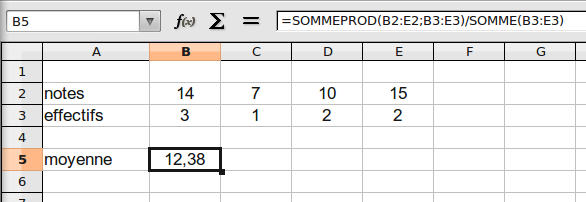 B5 f(x) Σ = =SOMMEPROD(B2:E2;B3:E3)/SOMME(B3:E3)
A B C D E F G
1
2 notes 14 7 10 15
3 effectifs 3 1 2 2
4
5 moyenne 12,38
6